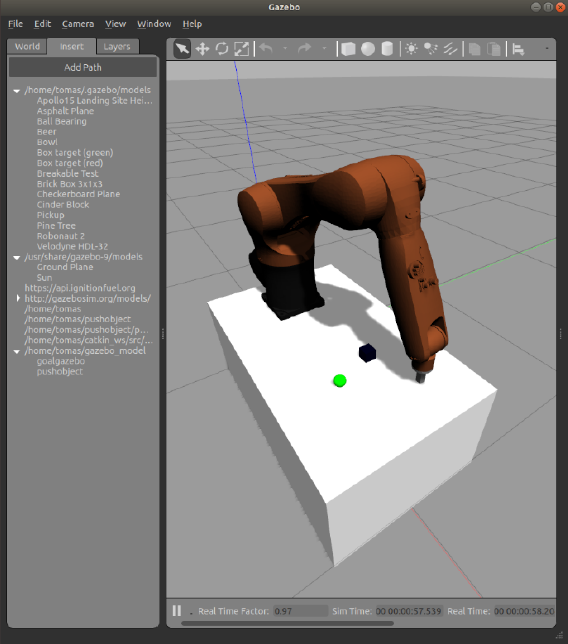 Gazebo
File Edit Camera View Window Help
World Insert Layers
Add Path
/home/tomas/.gazebo/models
Apollo15 Landing Site Hei...
Asphalt Plane
Ball Bearing
Beer
Bowl
Box target (green)
Box target (red)
Breakable Test
Brick Box 3x1x3
Checkerboard Plane
Cinder Block
Pickup
Pine Tree
Robonaut 2
Velodyne HDL-32
/usr/share/gazebo-9/models
Ground Plane
Sun
https://api.ignitionfuel.org
http://gazebosim.org/models/
/home/tomas
/home/tomas/pushobject
/home/tomas/pushobject/p...
/home/tomas/catkin_ws/src/...
/home/tomas/gazebo_model
goalgazebo
pushobject
Real Time Factor: 0.97 Sim Time: 00 00:00:57.539 Real Time: 00 00:00:58.20